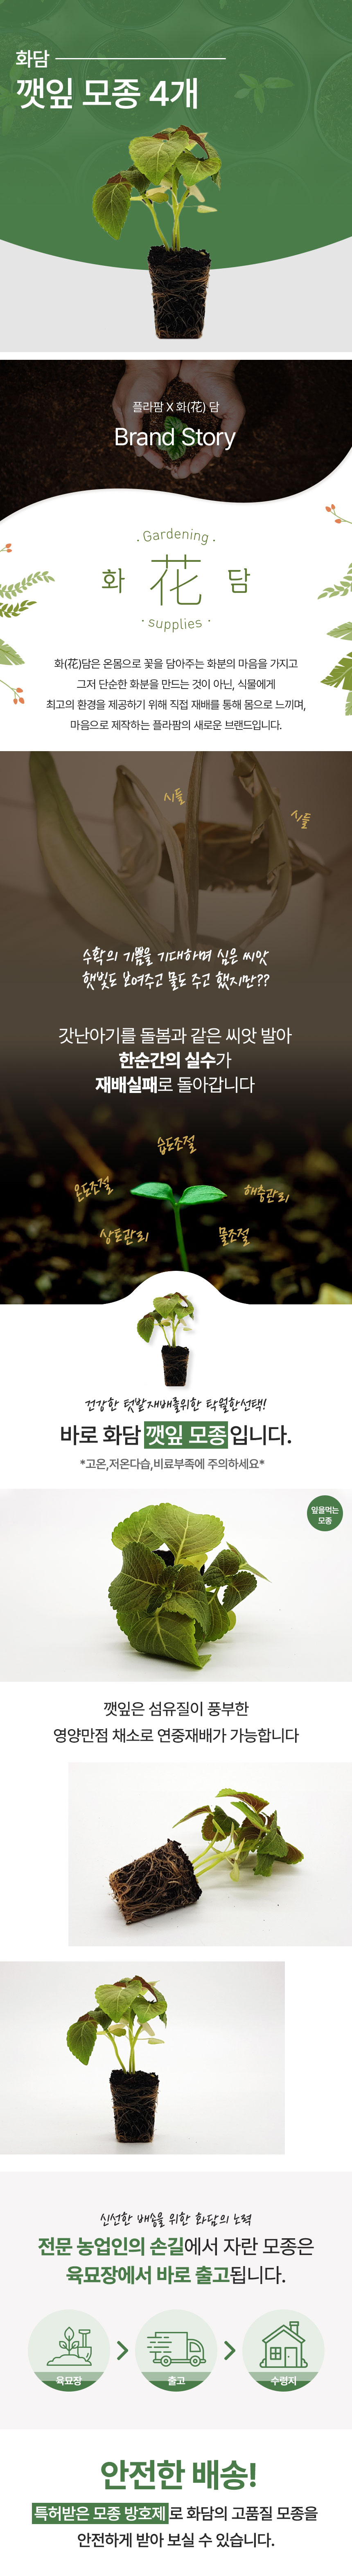 화담
깻잎 모종 4개
플라팜 X 화(花) 담
Brand Story
· Gardening ·
화 花 담
· supplies ·
화(花)담은 온몸으로 꽃을 담아주는 화분의 마음을 가지고
그저 단순한 화분을 만드는 것이 아닌, 식물에게
최고의 환경을 제공하기 위해 직접 재배를 통해 몸으로 느끼며,
마음으로 제작하는 플라팜의 새로운 브랜드입니다.
시들
시들
수확의 기쁨을 기대하며 심은 씨앗
햇빛도 보여주고 물도 주고 했지만??
갓난아기를 돌봄과 같은 씨앗 발아
한순간의 실수가
재배실패로 돌아갑니다
습도조절
온도조절
해충관리
상토관리
물조절
건강한 텃밭재배를위한 탁월한선택!
바로 화담 깻잎 모종입니다.
*고온,저온다습,비료부족에 주의하세요*
잎을먹는
모종
깻잎은 섬유질이 풍부한
영양만점 채소로 연중재배가 가능합니다
신선한 배송을 위한 화담의 노력
전문 농업인의 손길에서 자란 모종은
육묘장에서 바로 출고됩니다.
육묘장
출고
수령지
안전한 배송!
특허받은 모종 방호제로 화담의 고품질 모종을
안전하게 받아 보실 수 있습니다.